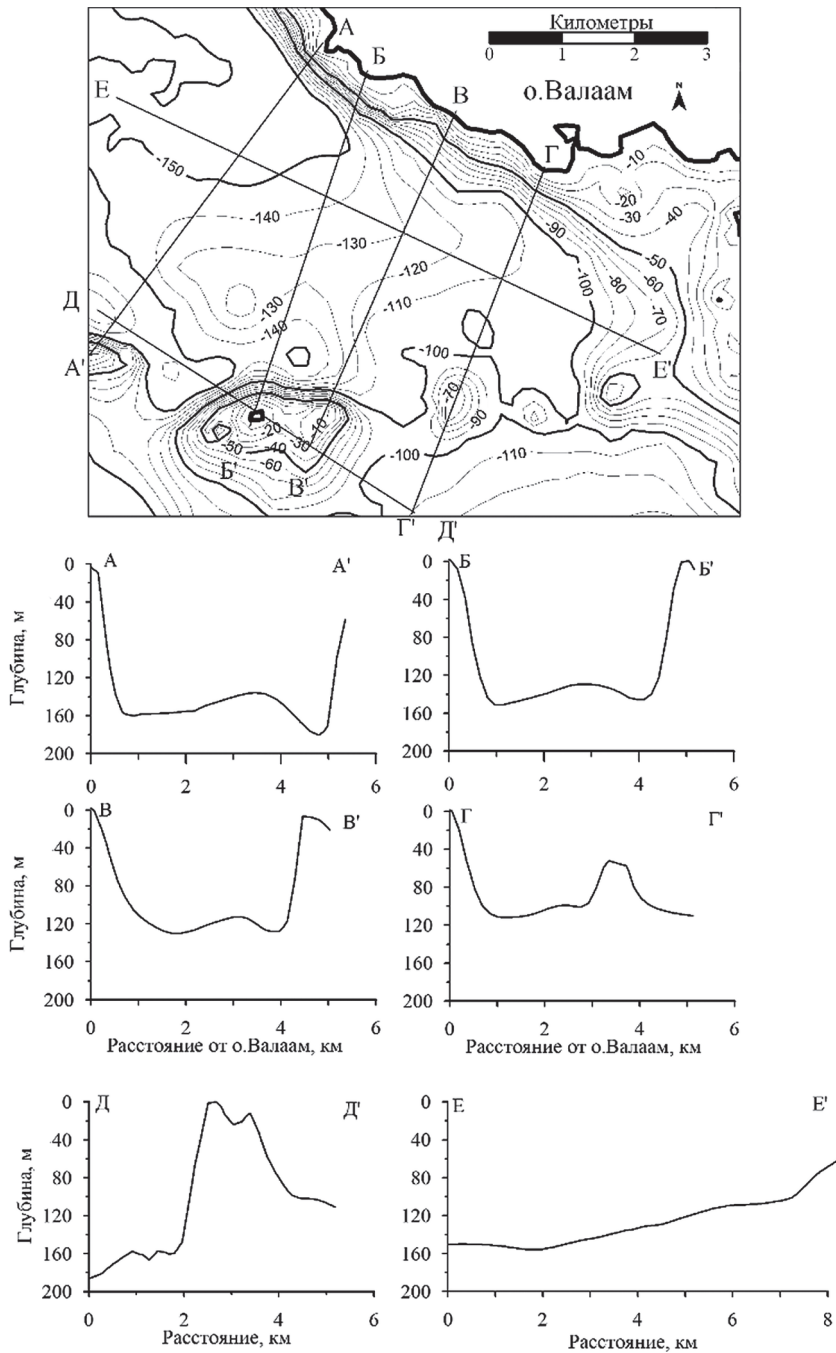 Километры
0 1 2 3
о.Валаам
N
А
Б
В
Г
Е
Д
А'
Б'
В'
Г'
Д'
Е'
-150
-140
-130
-120
-110
-100
-90
-10
-20
-30
-40
-50
-60
-70
-80
-90
-100
-130
-140
-100
-70
-90
-100
-110
-10
-20
-30
-40
-50
-60
А А'
Глубина, м
0
40
80
120
160
200
0 2 4 6
Б Б'
0
40
80
120
160
200
0 2 4 6
В В'
Глубина, м
0
40
80
120
160
200
0 2 4 6
Расстояние от о.Валаам, км
Г Г'
0
40
80
120
160
200
0 2 4 6
Расстояние от о.Валаам, км
Д Д'
Глубина, м
0
40
80
120
160
200
0 2 4 6
Расстояние, км
Е Е'
0
40
80
120
160
200
0 2 4 6 8
Расстояние, км